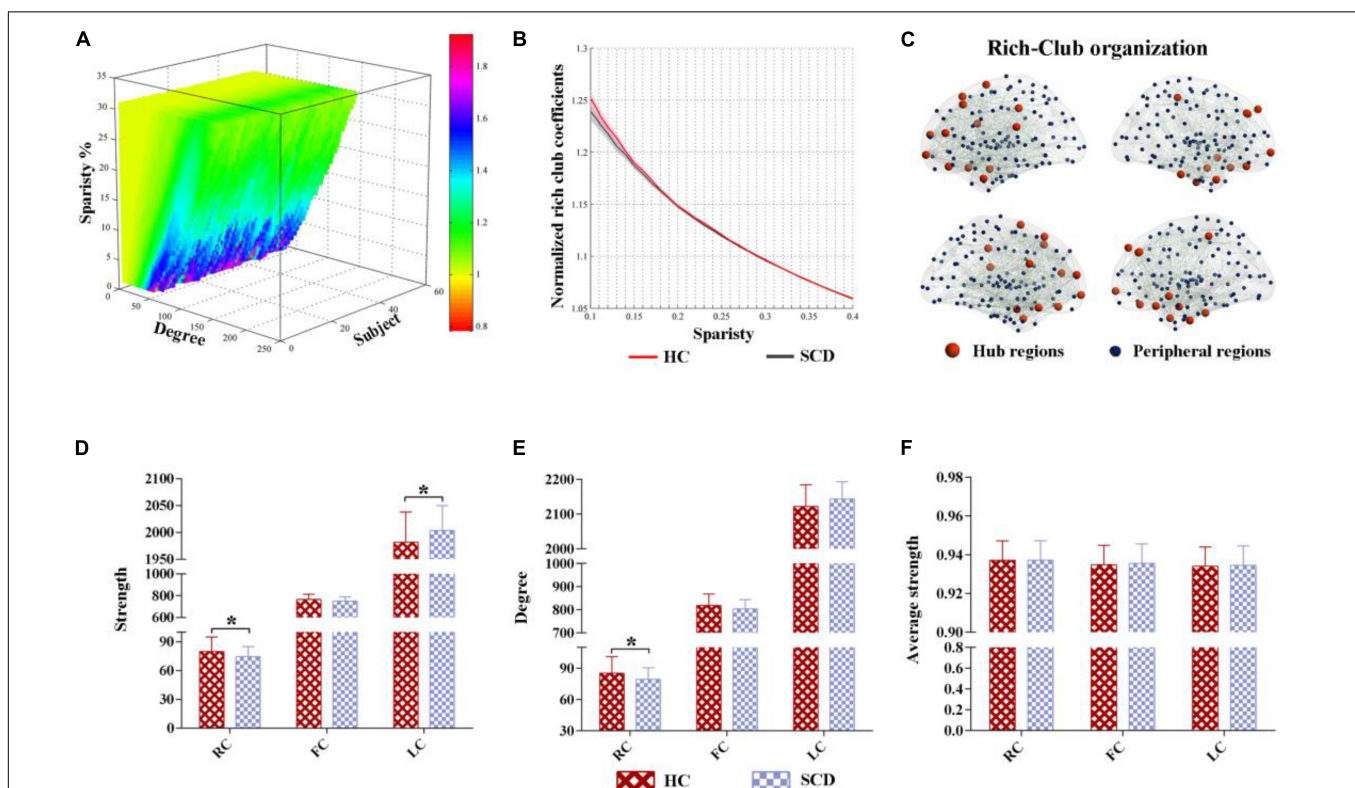 A
Sparisty %
35
30
25
20
15
10
5
0
0
50
100
150
200
250
Degree
0
20
40
60
Subject
1.8
1.6
1.4
1.2
1
0.8
B
Normalized rich club coefficients
1.3
1.25
1.2
1.15
1.1
1.05
0.1
0.15
0.2
0.25
0.3
0.35
0.4
Sparisty
HC
SCD
C
Rich-Club organization
Hub regions
Peripheral regions
D
Strength
2100
2050
2000
1950
1000
800
600
90
60
30
0
*
*
RC
FC
LC
E
Degree
2200
2100
2000
1000
900
800
700
90
60
30
*
RC
FC
LC
HC
SCD
F
Average strength
0.98
0.96
0.94
0.92
0.90
0.8
0.6
0.4
0.2
0.0
RC
FC
LC